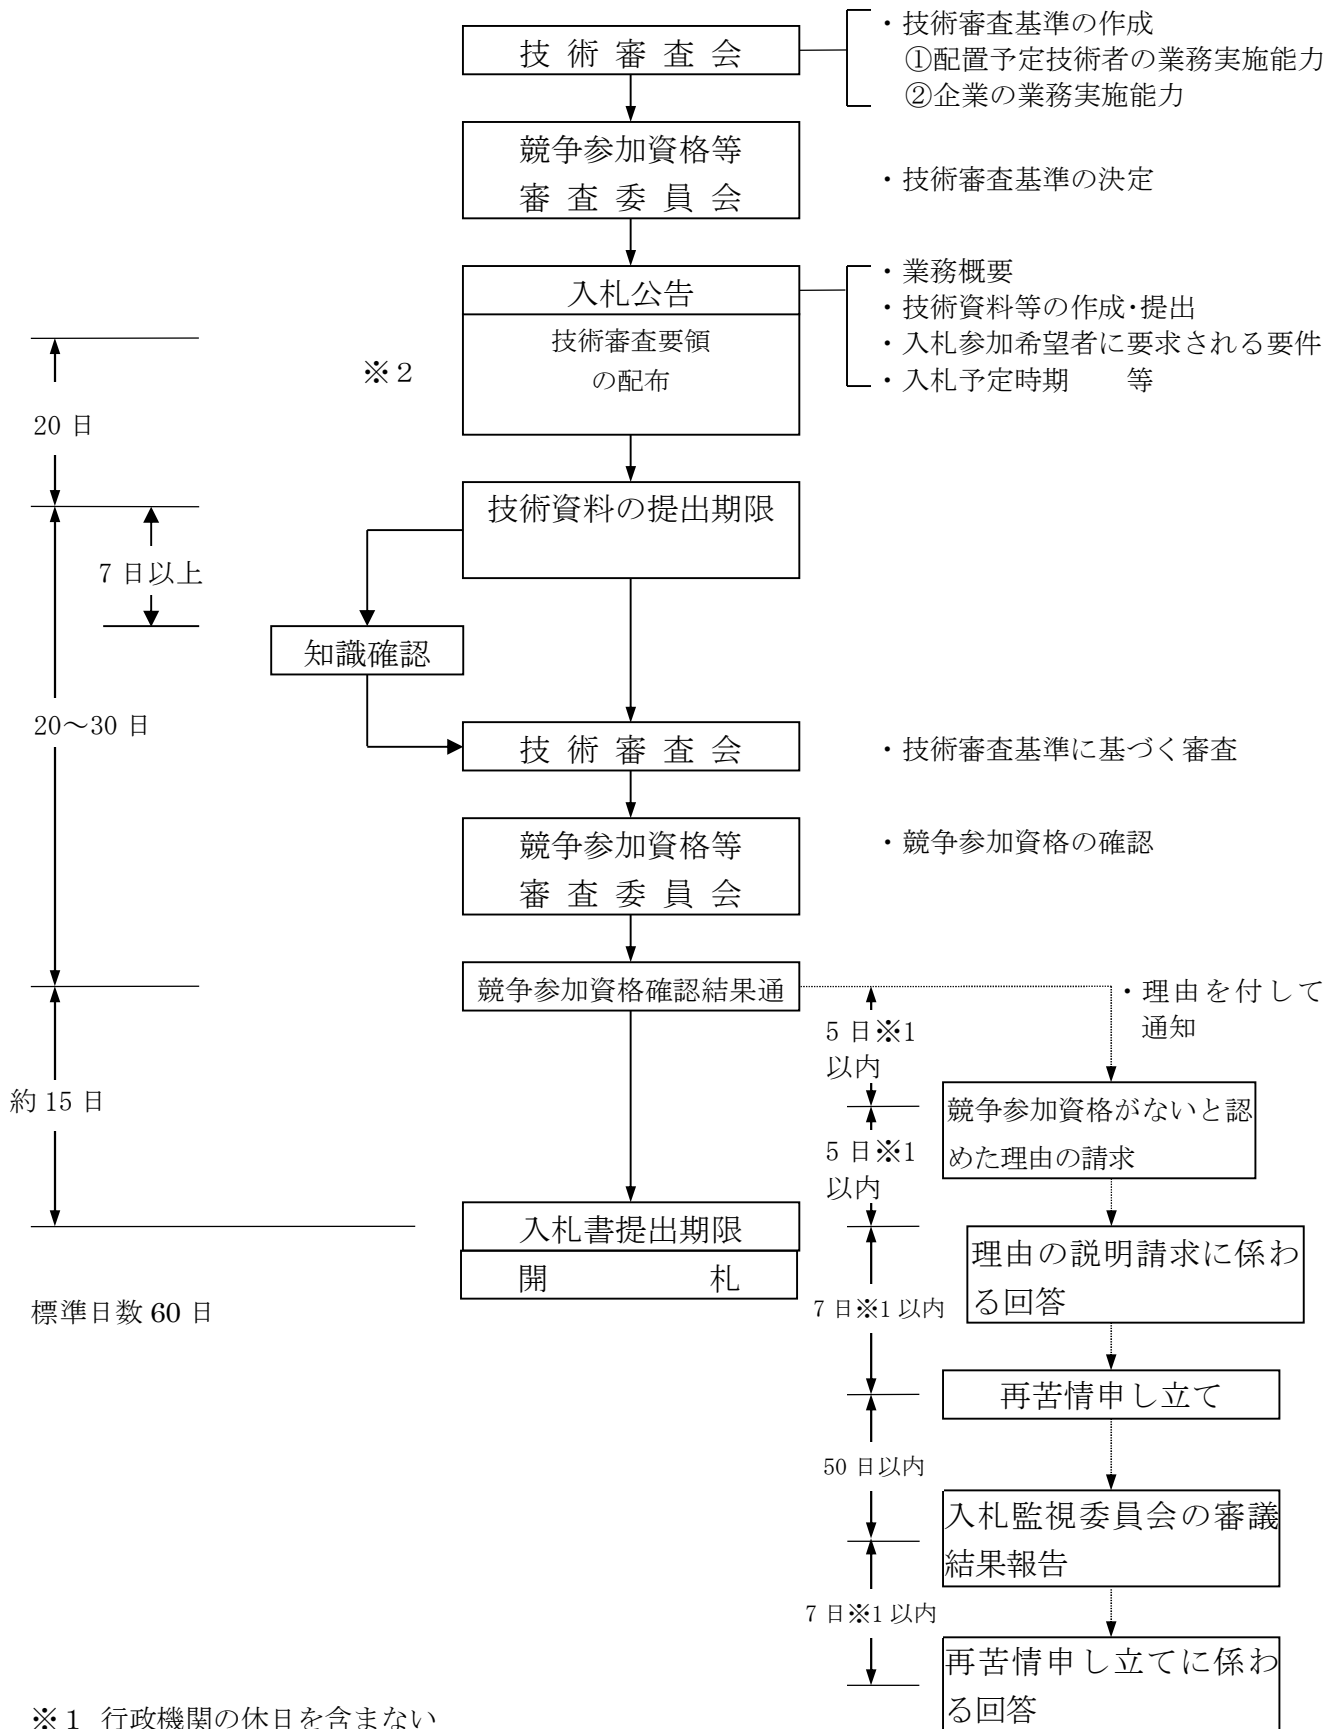 技 術 審 査 会
・技術審査基準の作成
①配置予定技術者の業務実施能力
②企業の業務実施能力
競争参加資格等
審 査 委 員 会
・技術審査基準の決定
入札公告
技術審査要領
の配布
※２
・業務概要
・技術資料等の作成・提出
・入札参加希望者に要求される要件
・入札予定時期　　等
20 日
技術資料の提出期限
7 日以上
知識確認
20～30 日
技 術 審 査 会
・技術審査基準に基づく審査
競争参加資格等
審 査 委 員 会
・競争参加資格の確認
競争参加資格確認結果通
・理由を付して
通知
5 日※1
以内
約 15 日
競争参加資格がないと認
めた理由の請求
5 日※1
以内
入札書提出期限
開　　　　　札
理由の説明請求に係わ
る回答
標準日数 60 日
7 日※1 以内
再苦情申し立て
50 日以内
入札監視委員会の審議
結果報告
7 日※1 以内
再苦情申し立てに係わ
る回答
※１ 行政機関の休日を含まない